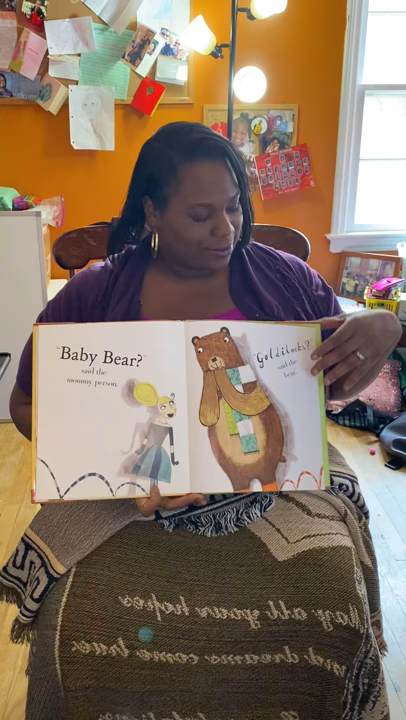 "Baby Bear?"
said the
mommy person.
"Goldilocks?"
said the
bear.
May all your hopes
and dreams come true